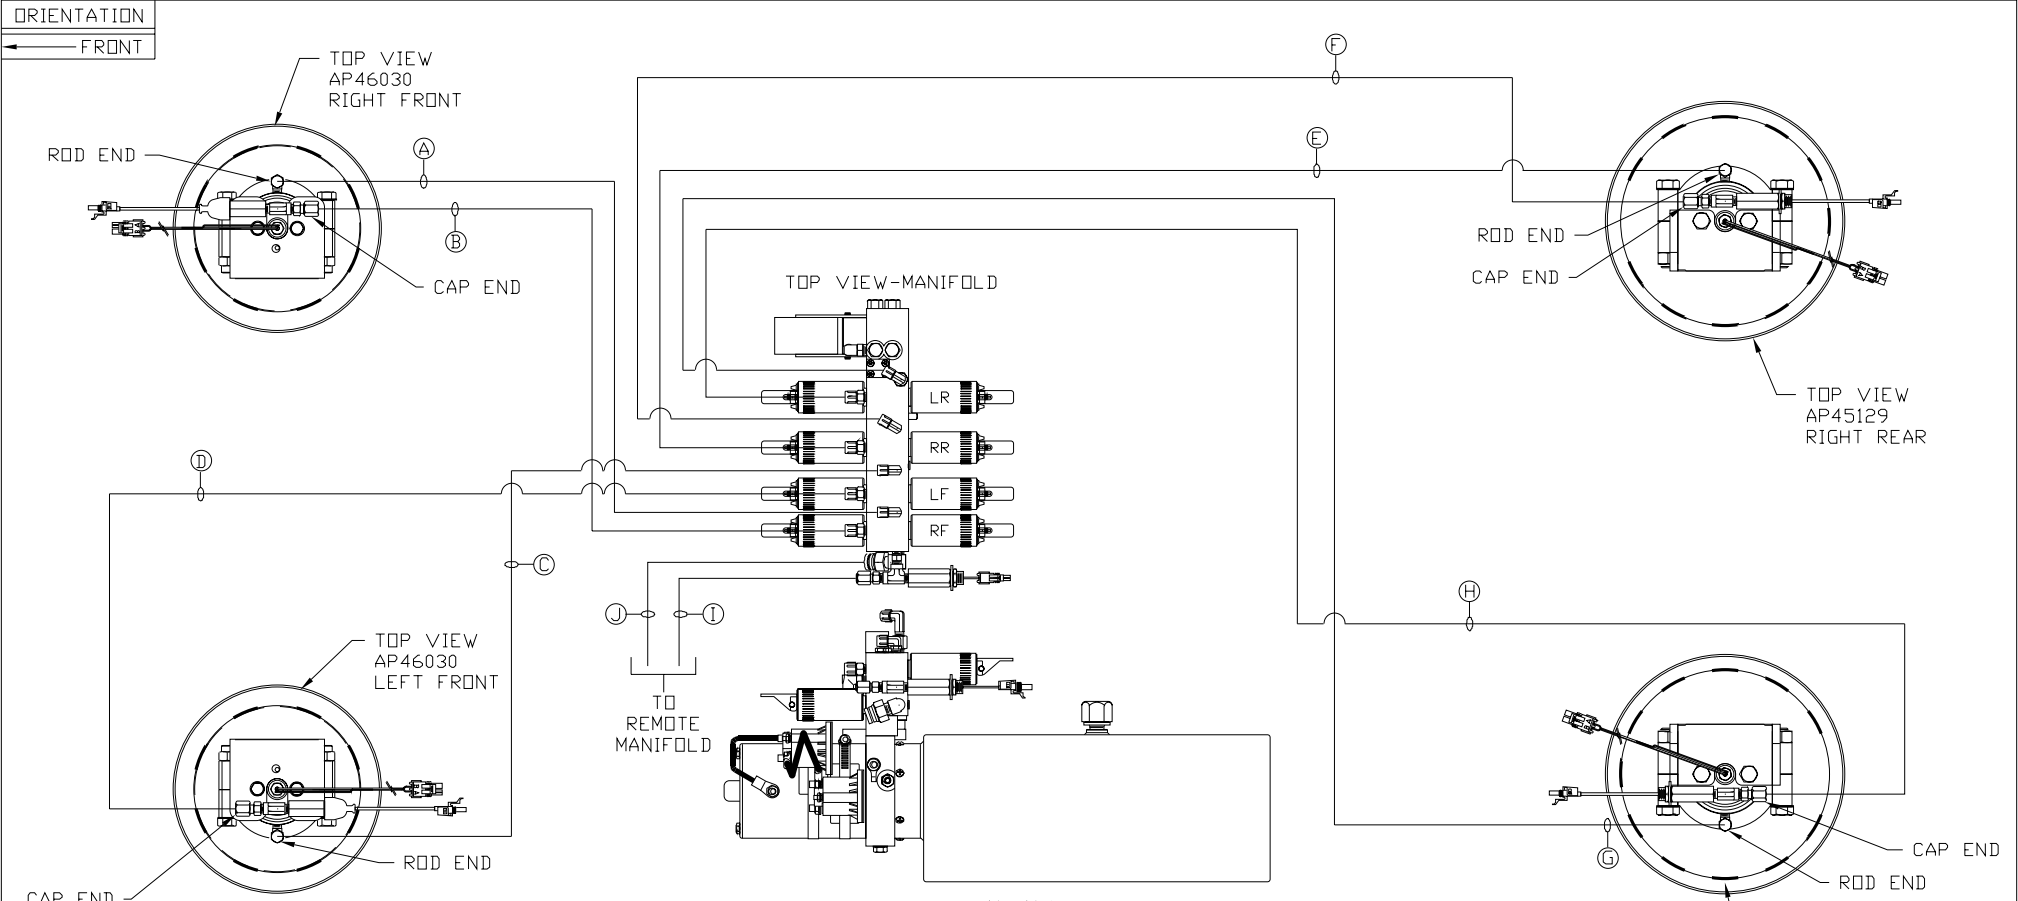 ORIENTATION
FRONT
TOP VIEW
AP46030
RIGHT FRONT
ROD END
A
B
CAP END
F
E
ROD END
CAP END
TOP VIEW
AP45129
RIGHT REAR
TOP VIEW-MANIFOLD
LR
RR
LF
RF
D
C
J
I
H
TO
REMOTE
MANIFOLD
TOP VIEW
AP46030
LEFT FRONT
ROD END
CAP END
G
CAP END
ROD END